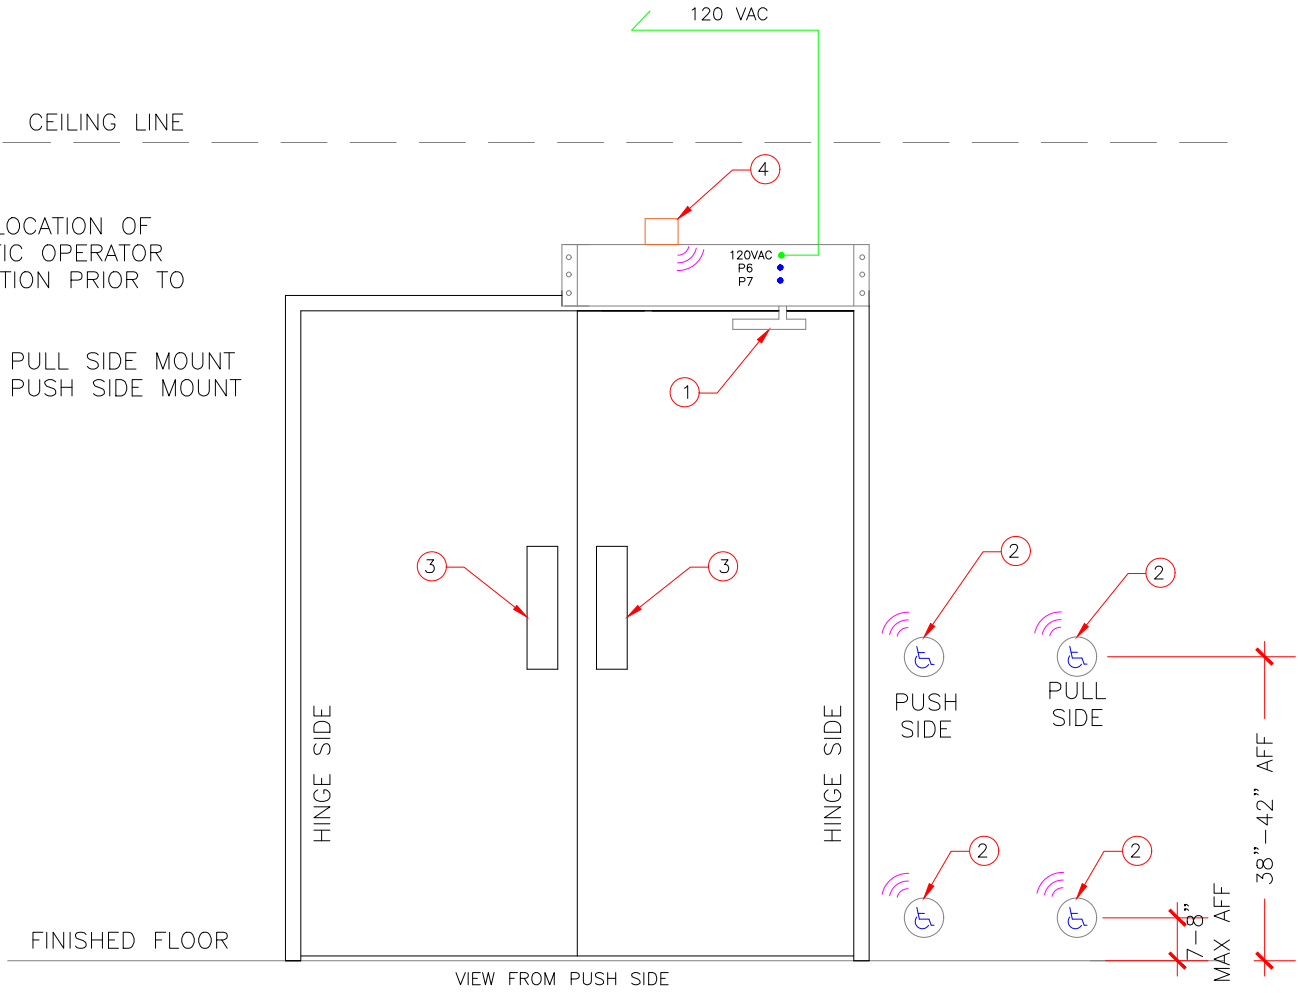 120 VAC
CEILING LINE
4
LOCATION OF
TIC OPERATOR
TION PRIOR TO
120VAC
P6
P7
PULL SIDE MOUNT
PUSH SIDE MOUNT
1
3
3
2
2
PUSH
SIDE
PULL
SIDE
HINGE SIDE
HINGE SIDE
38"-42" AFF
2
2
7-8"
MAX AFF
FINISHED FLOOR
VIEW FROM PUSH SIDE